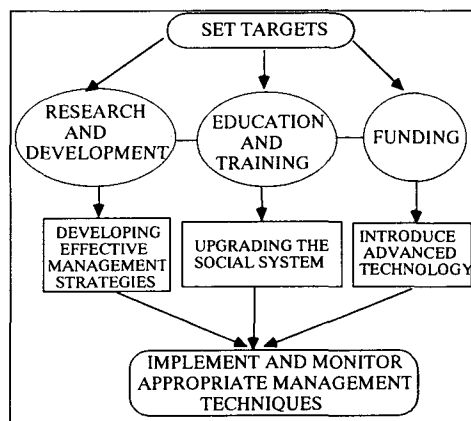 SET TARGETS
RESEARCH
AND
DEVELOPMENT
EDUCATION
AND
TRAINING
FUNDING
DEVELOPING
EFFECTIVE
MANAGEMENT
STRATEGIES
UPGRADING THE
SOCIAL SYSTEM
INTRODUCE
ADVANCED
TECHNOLOGY
IMPLEMENT AND MONITOR
APPROPRIATE MANAGEMENT
TECHNIQUES